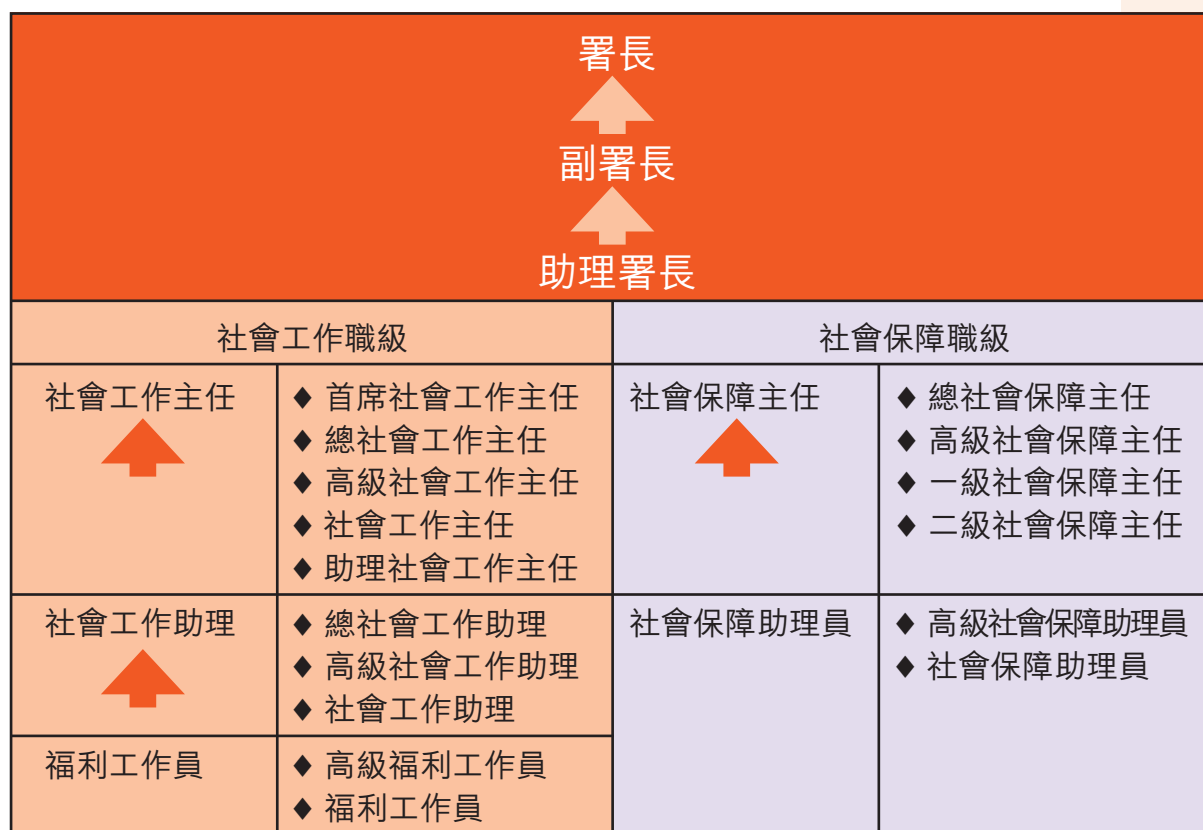 署長
副署長
助理署長
社會工作職級
社會保障職級
社會工作主任
◆ 首席社會工作主任
◆ 總社會工作主任
◆ 高級社會工作主任
◆ 社會工作主任
◆ 助理社會工作主任
社會保障主任
◆ 總社會保障主任
◆ 高級社會保障主任
◆ 一級社會保障主任
◆ 二級社會保障主任
社會工作助理
◆ 總社會工作助理
◆ 高級社會工作助理
◆ 社會工作助理
社會保障助理員
◆ 高級社會保障助理員
◆ 社會保障助理員
福利工作員
◆ 高級福利工作員
◆ 福利工作員